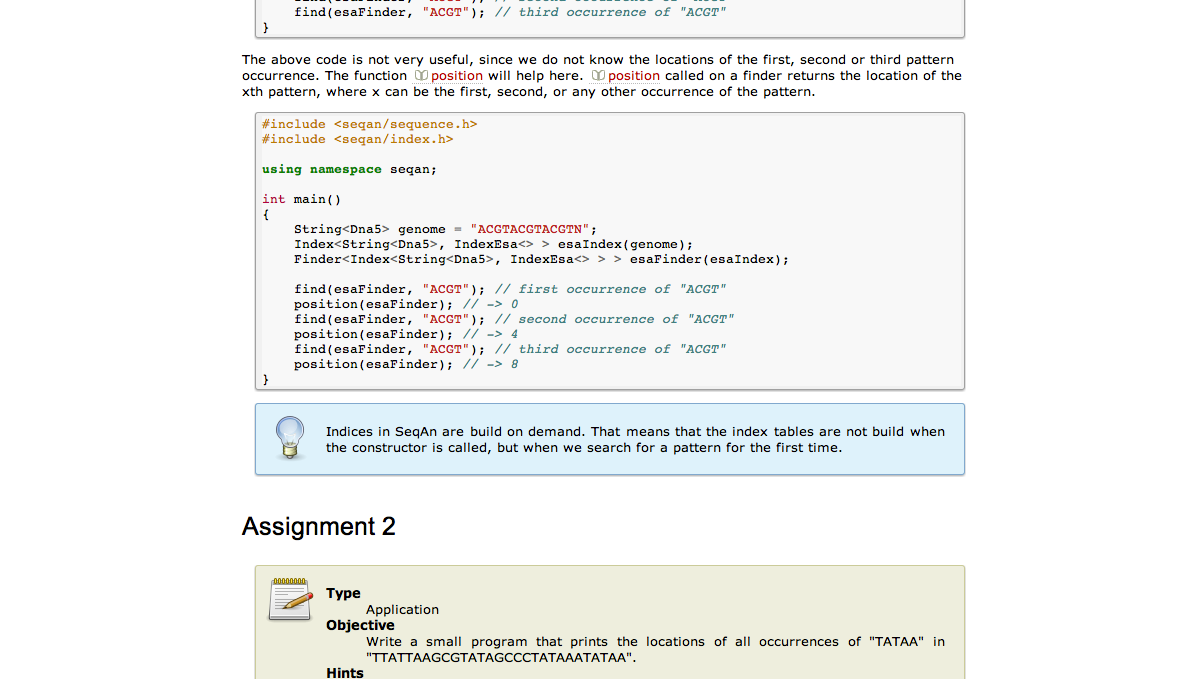 find(esaFinder, "ACGT"); // third occurrence of "ACGT"
}
The above code is not very useful, since we do not know the locations of the first, second or third pattern
occurrence. The function position will help here. position called on a finder returns the location of the
xth pattern, where x can be the first, second, or any other occurrence of the pattern.
#include <seqan/sequence.h>
#include <seqan/index.h>
using namespace seqan;
int main()
{
String<Dna5> genome = "ACGTACGTACGTN";
Index<String<Dna5>, IndexEsa<> > esaIndex(genome);
Finder<Index<String<Dna5>, IndexEsa<> > > esaFinder(esaIndex);
find(esaFinder, "ACGT"); // first occurrence of "ACGT"
position(esaFinder); // -> 0
find(esaFinder, "ACGT"); // second occurrence of "ACGT"
position(esaFinder); // -> 4
find(esaFinder, "ACGT"); // third occurrence of "ACGT"
position(esaFinder); // -> 8
}
Indices in SeqAn are build on demand. That means that the index tables are not build when
the constructor is called, but when we search for a pattern for the first time.
Assignment 2
Type
Application
Objective
Write a small program that prints the locations of all occurrences of "TATAA" in
"TTATTAAGCGTATAGCCCTATAAATATAA".
Hints